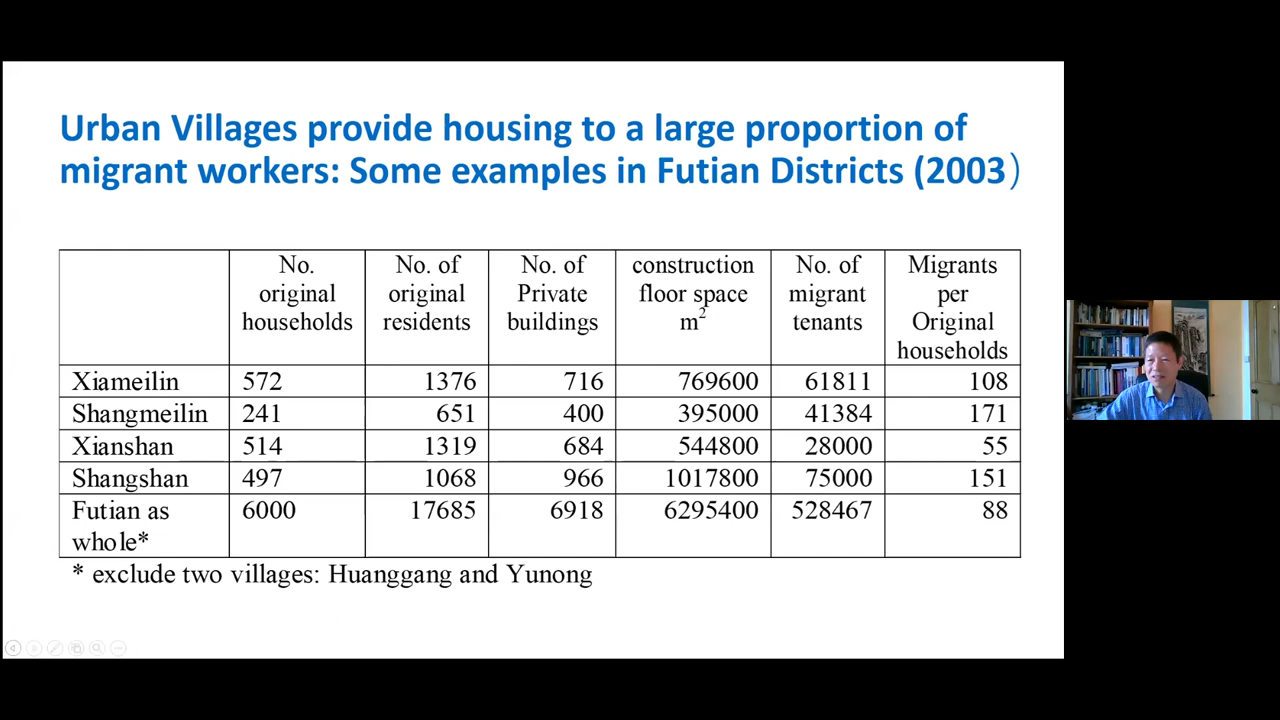 Urban Villages provide housing to a large proportion of
migrant workers: Some examples in Futian Districts (2003)
No. original households No. of original residents No. of Private buildings construction floor space m² No. of migrant tenants Migrants per Original households
Xiameilin 572 1376 716 769600 61811 108
Shangmeilin 241 651 400 395000 41384 171
Xianshan 514 1319 684 544800 28000 55
Shangshan 497 1068 966 1017800 75000 151
Futian as whole* 6000 17685 6918 6295400 528467 88
* exclude two villages: Huanggang and Yunong